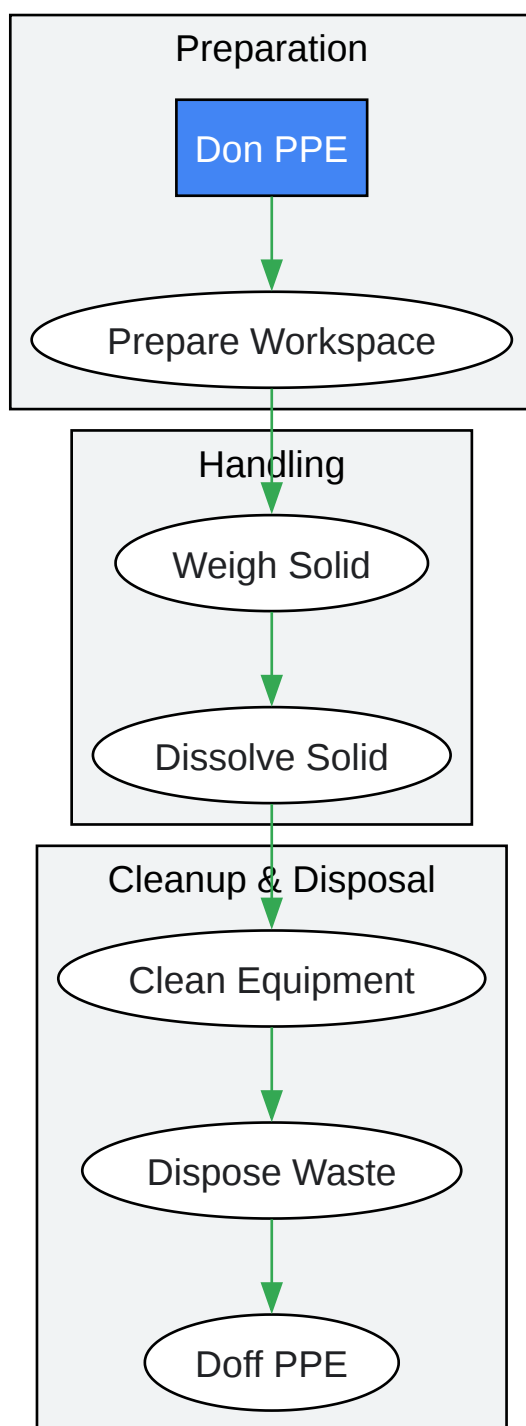 Preparation
Don PPE
Prepare Workspace
Handling
Weigh Solid
Dissolve Solid
Cleanup & Disposal
Clean Equipment
Dispose Waste
Doff PPE